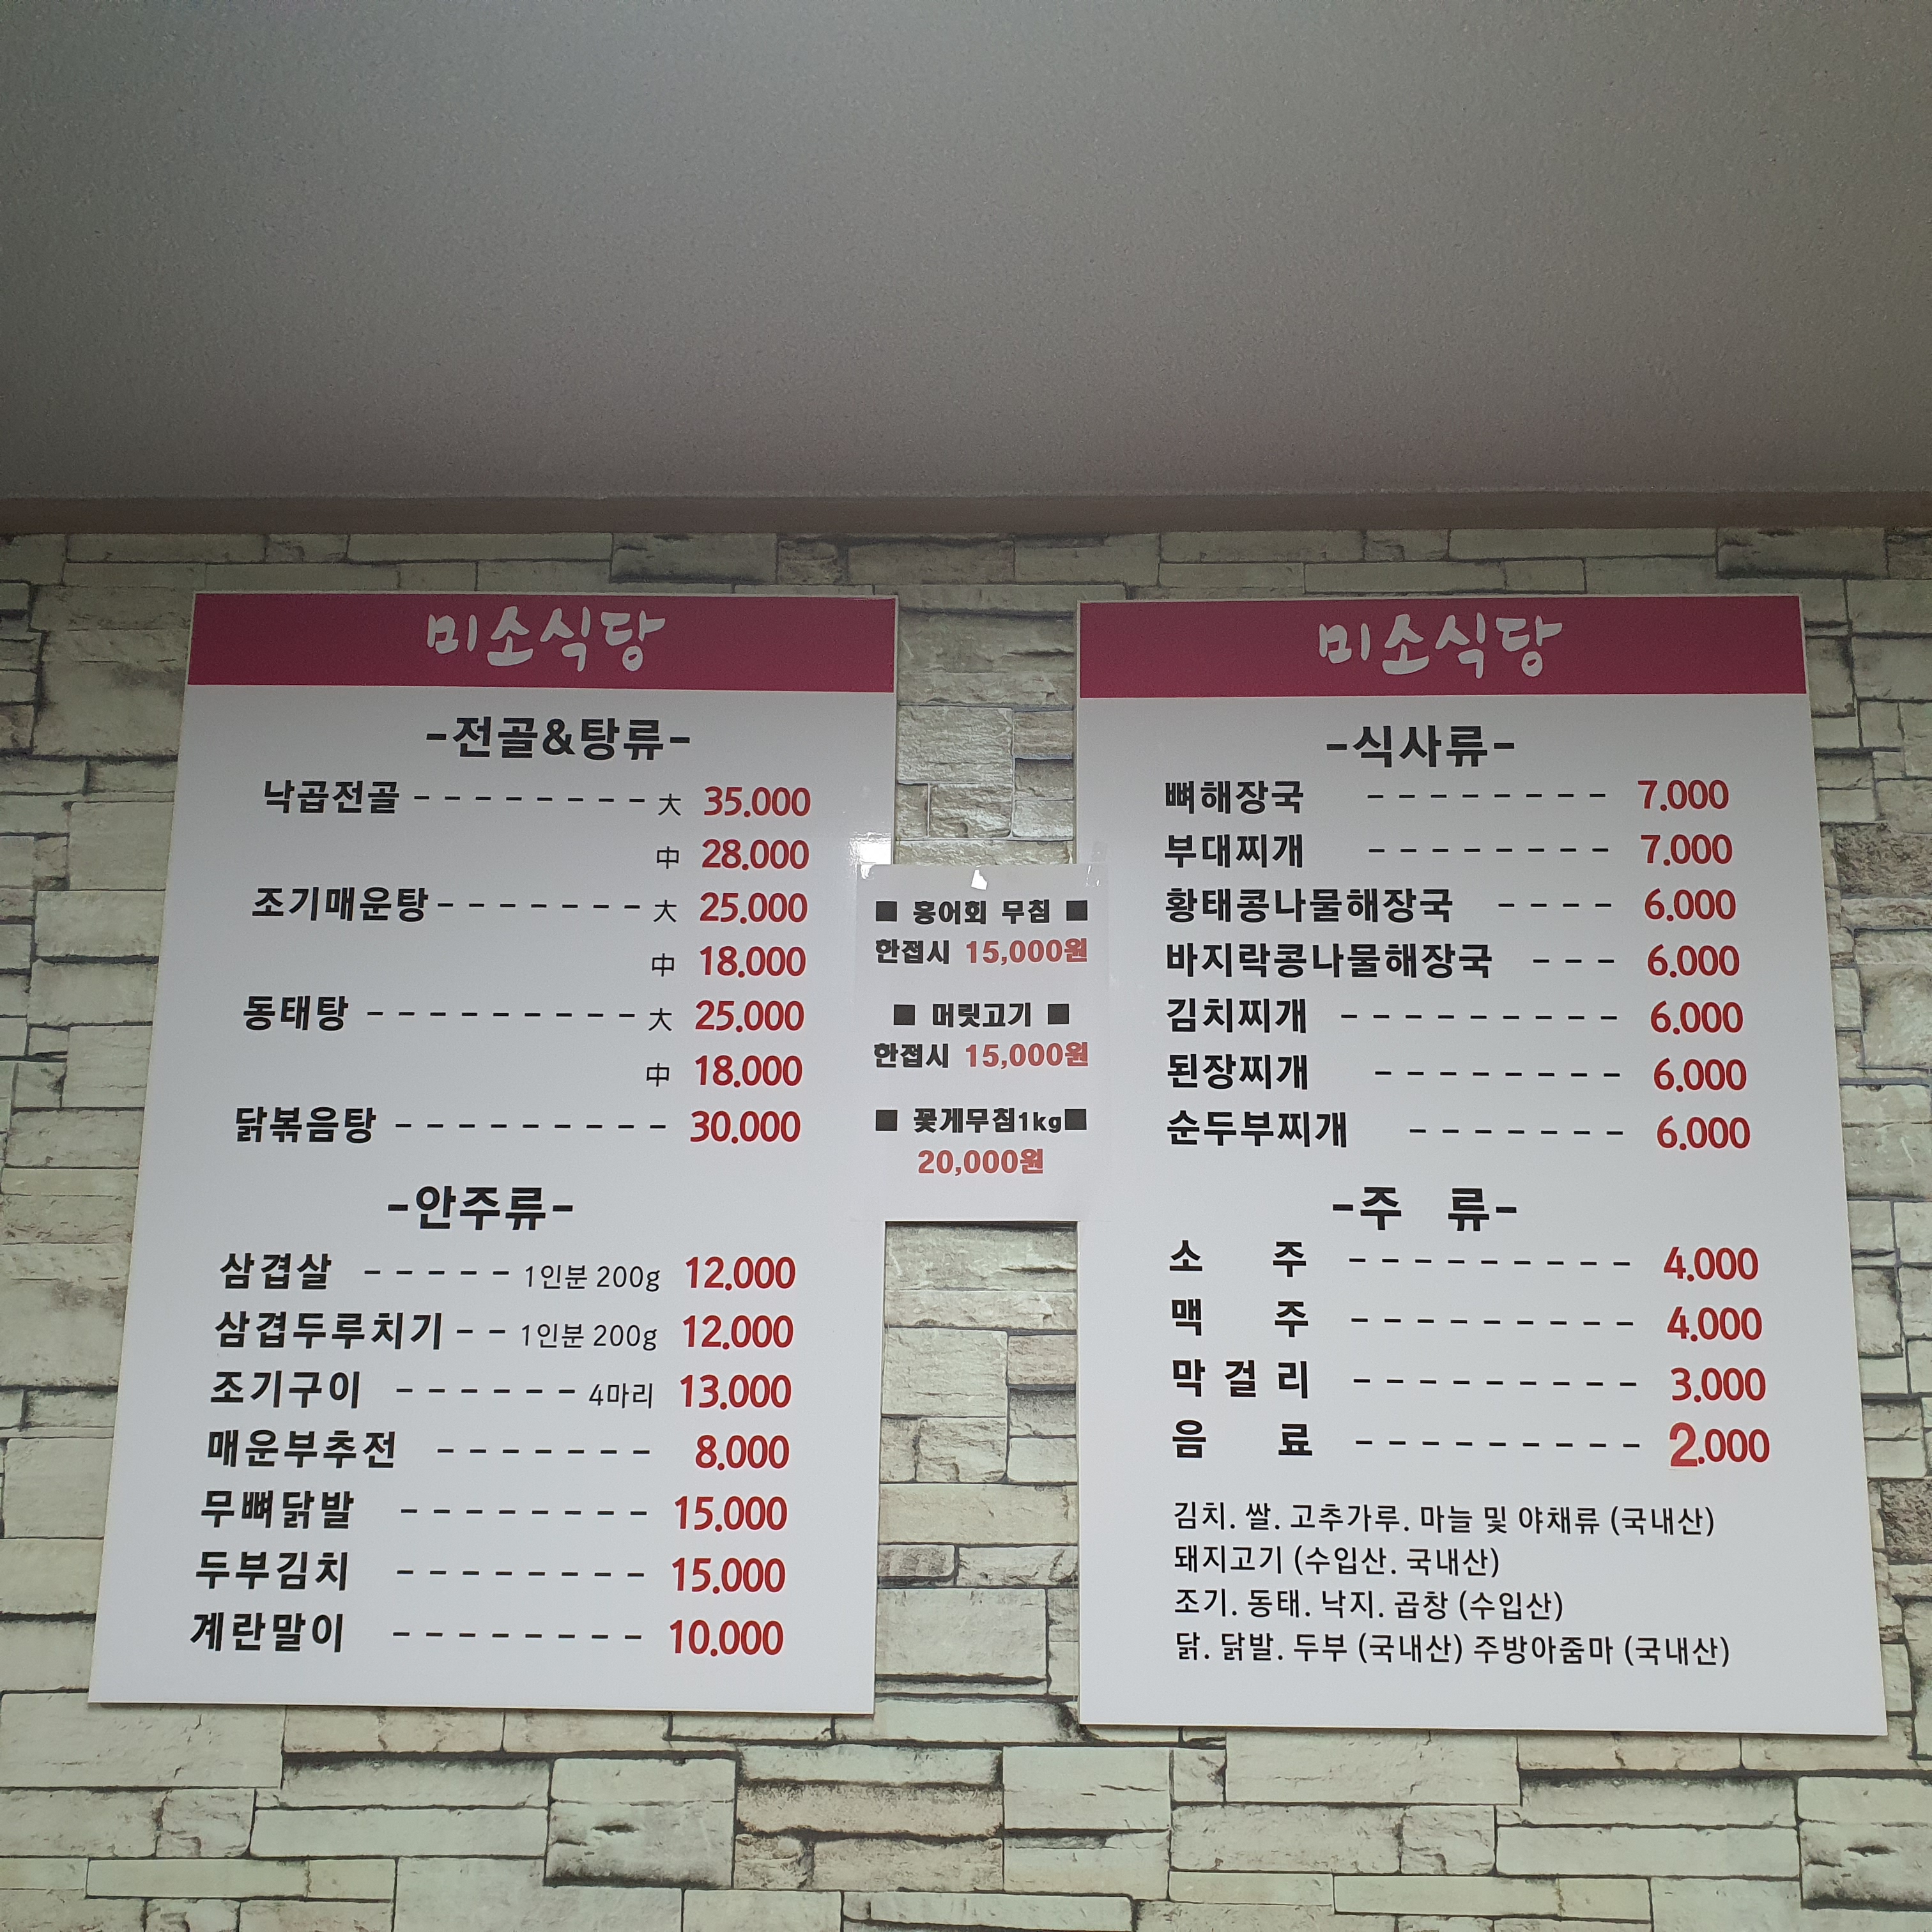 미소식당
-전골&탕류-
낙곱전골 - - - - - - - - - 大 35.000
中 28.000
조기매운탕 - - - - - - - - 大 25.000
中 18.000
동태탕 - - - - - - - - - - 大 25.000
中 18.000
닭볶음탕 - - - - - - - - - - 30.000
-안주류-
삼겹살 - - - - - 1인분 200g 12.000
삼겹두루치기 - - 1인분 200g 12.000
조기구이 - - - - - - 4마리 13.000
매운부추전 - - - - - - - 8.000
무뼈닭발 - - - - - - - - 15.000
두부김치 - - - - - - - - 15.000
계란말이 - - - - - - - - 10.000
■ 홍어회 무침 ■
한접시 15,000원
■ 머릿고기 ■
한접시 15,000원
■ 꽃게무침1kg■
20,000원
미소식당
-식사류-
뼈해장국 - - - - - - - - 7.000
부대찌개 - - - - - - - - 7.000
황태콩나물해장국 - - - - 6.000
바지락콩나물해장국 - - - 6.000
김치찌개 - - - - - - - - - 6.000
된장찌개 - - - - - - - - 6.000
순두부찌개 - - - - - - - 6.000
-주 류-
소 주 - - - - - - - - - 4.000
맥 주 - - - - - - - - - 4.000
막 걸 리 - - - - - - - - - 3.000
음 료 - - - - - - - - - 2.000
김치. 쌀. 고추가루. 마늘 및 야채류 (국내산)
돼지고기 (수입산. 국내산)
조기. 동태. 낙지. 곱창 (수입산)
닭. 닭발. 두부 (국내산) 주방아줌마 (국내산)